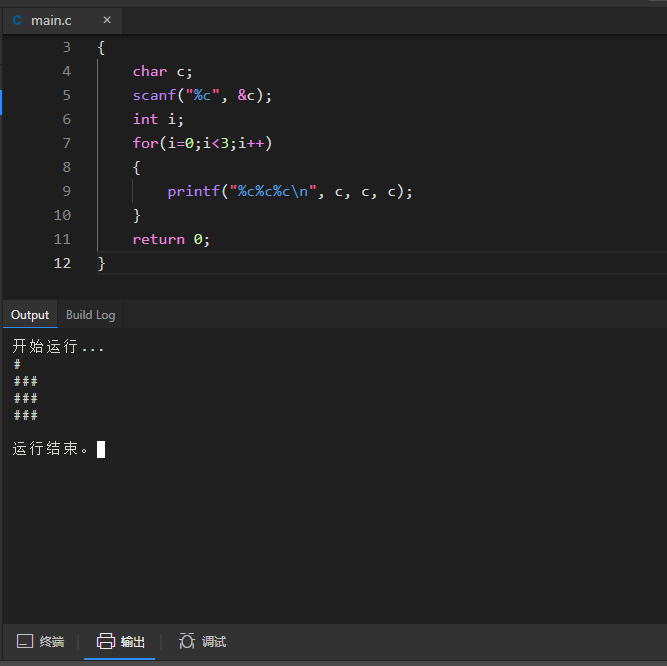 C main.c ×
3 {
4 char c;
5 scanf("%c", &c);
6 int i;
7 for(i=0;i<3;i++)
8 {
9 printf("%c%c%c\n", c, c, c);
10 }
11 return 0;
12 }
Output Build Log
开始运行...
#
###
###
###
运行结束。
终端 输出 调试